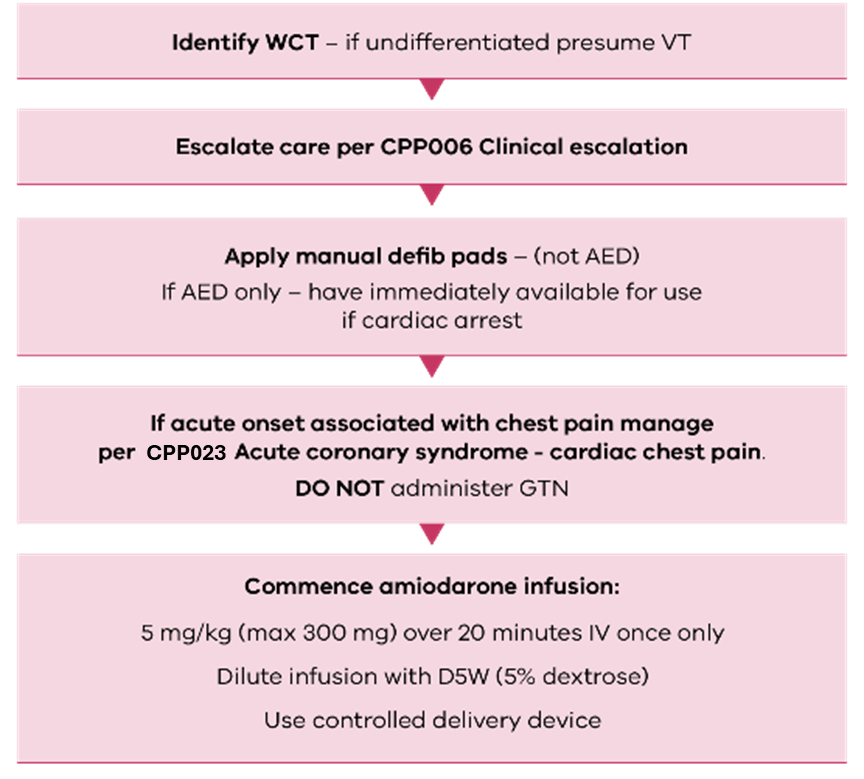 Identify WCT – if undifferentiated presume VT
Escalate care per CPP006 Clinical escalation
Apply manual defib pads – (not AED)
If AED only – have immediately available for use
if cardiac arrest
If acute onset associated with chest pain manage
per CPP023 Acute coronary syndrome - cardiac chest pain.
DO NOT administer GTN
Commence amiodarone infusion:
5 mg/kg (max 300 mg) over 20 minutes IV once only
Dilute infusion with D5W (5% dextrose)
Use controlled delivery device